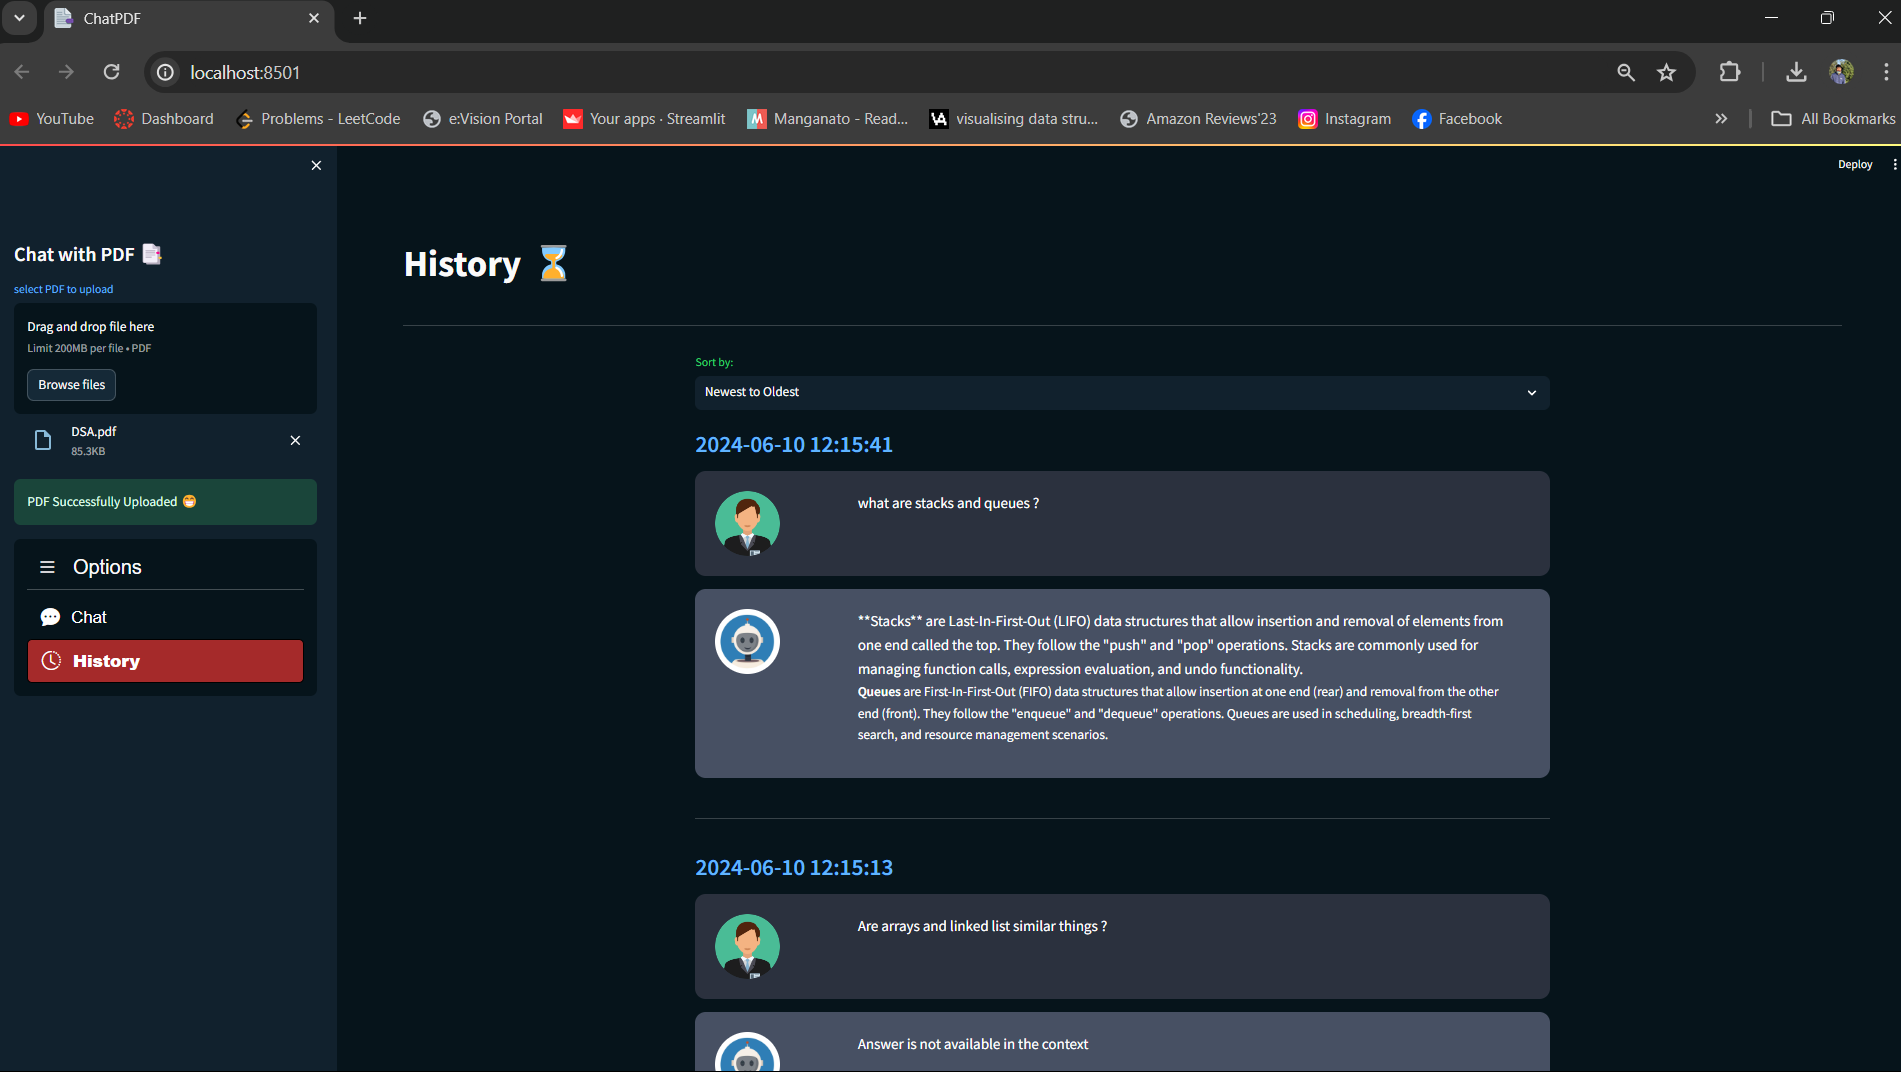 ChatPDF
localhost:8501
YouTube
Dashboard
Problems - LeetCode
e:Vision Portal
Your apps · Streamlit
Manganato - Read...
visualising data stru...
Amazon Reviews'23
Instagram
Facebook
All Bookmarks
Deploy
Chat with PDF
select PDF to upload
Drag and drop file here
Limit 200MB per file • PDF
Browse files
DSA.pdf
85.3KB
PDF Successfully Uploaded
Options
Chat
History
History
Sort by:
Newest to Oldest
2024-06-10 12:15:41
what are stacks and queues ?
**Stacks** are Last-In-First-Out (LIFO) data structures that allow insertion and removal of elements from
one end called the top. They follow the "push" and "pop" operations. Stacks are commonly used for
managing function calls, expression evaluation, and undo functionality.
Queues are First-In-First-Out (FIFO) data structures that allow insertion at one end (rear) and removal from the other
end (front). They follow the "enqueue" and "dequeue" operations. Queues are used in scheduling, breadth-first
search, and resource management scenarios.
2024-06-10 12:15:13
Are arrays and linked list similar things ?
Answer is not available in the context